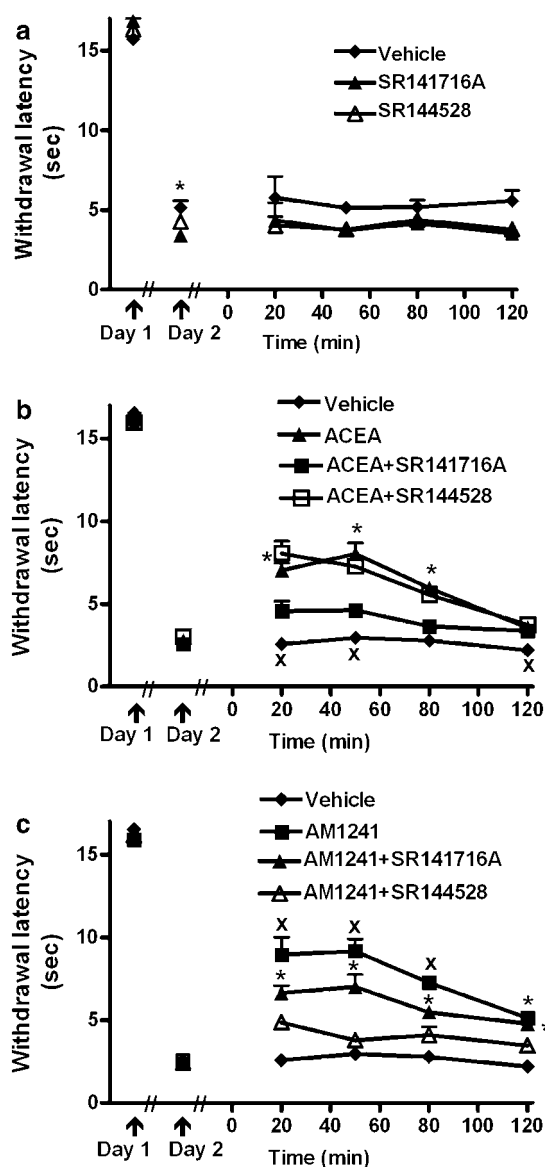 a
Withdrawal latency
(sec)
15
10
5
0
Vehicle
SR141716A
SR144528
*
Day 1
Day 2
0 20 40 60 80 100 120
Time (min)
b
Withdrawal latency
(sec)
15
10
5
0
Vehicle
ACEA
ACEA+SR141716A
ACEA+SR144528
* * *
x x x
Day 1
Day 2
0 20 40 60 80 100 120
Time (min)
c
Withdrawal latency
(sec)
15
10
5
0
Vehicle
AM1241
AM1241+SR141716A
AM1241+SR144528
x x x
* * * *
Day 1
Day 2
0 20 40 60 80 100 120
Time (min)